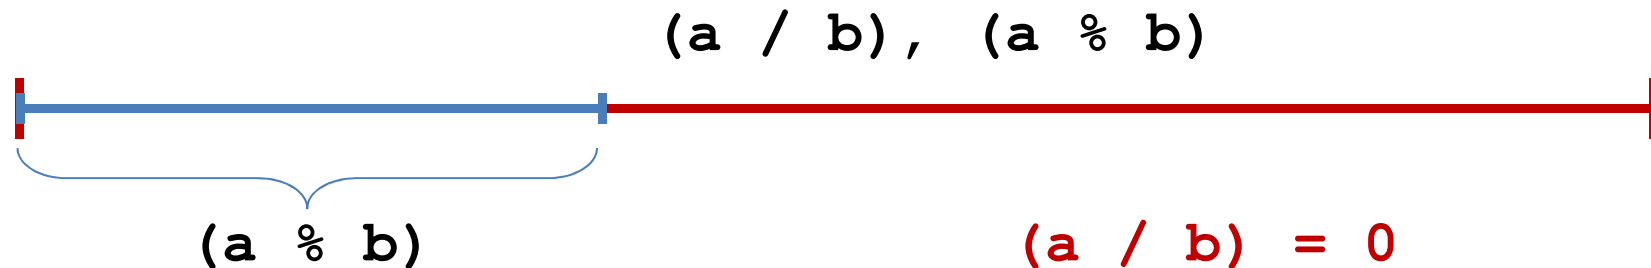 (a / b), (a % b)
(a % b)
(a / b) = 0